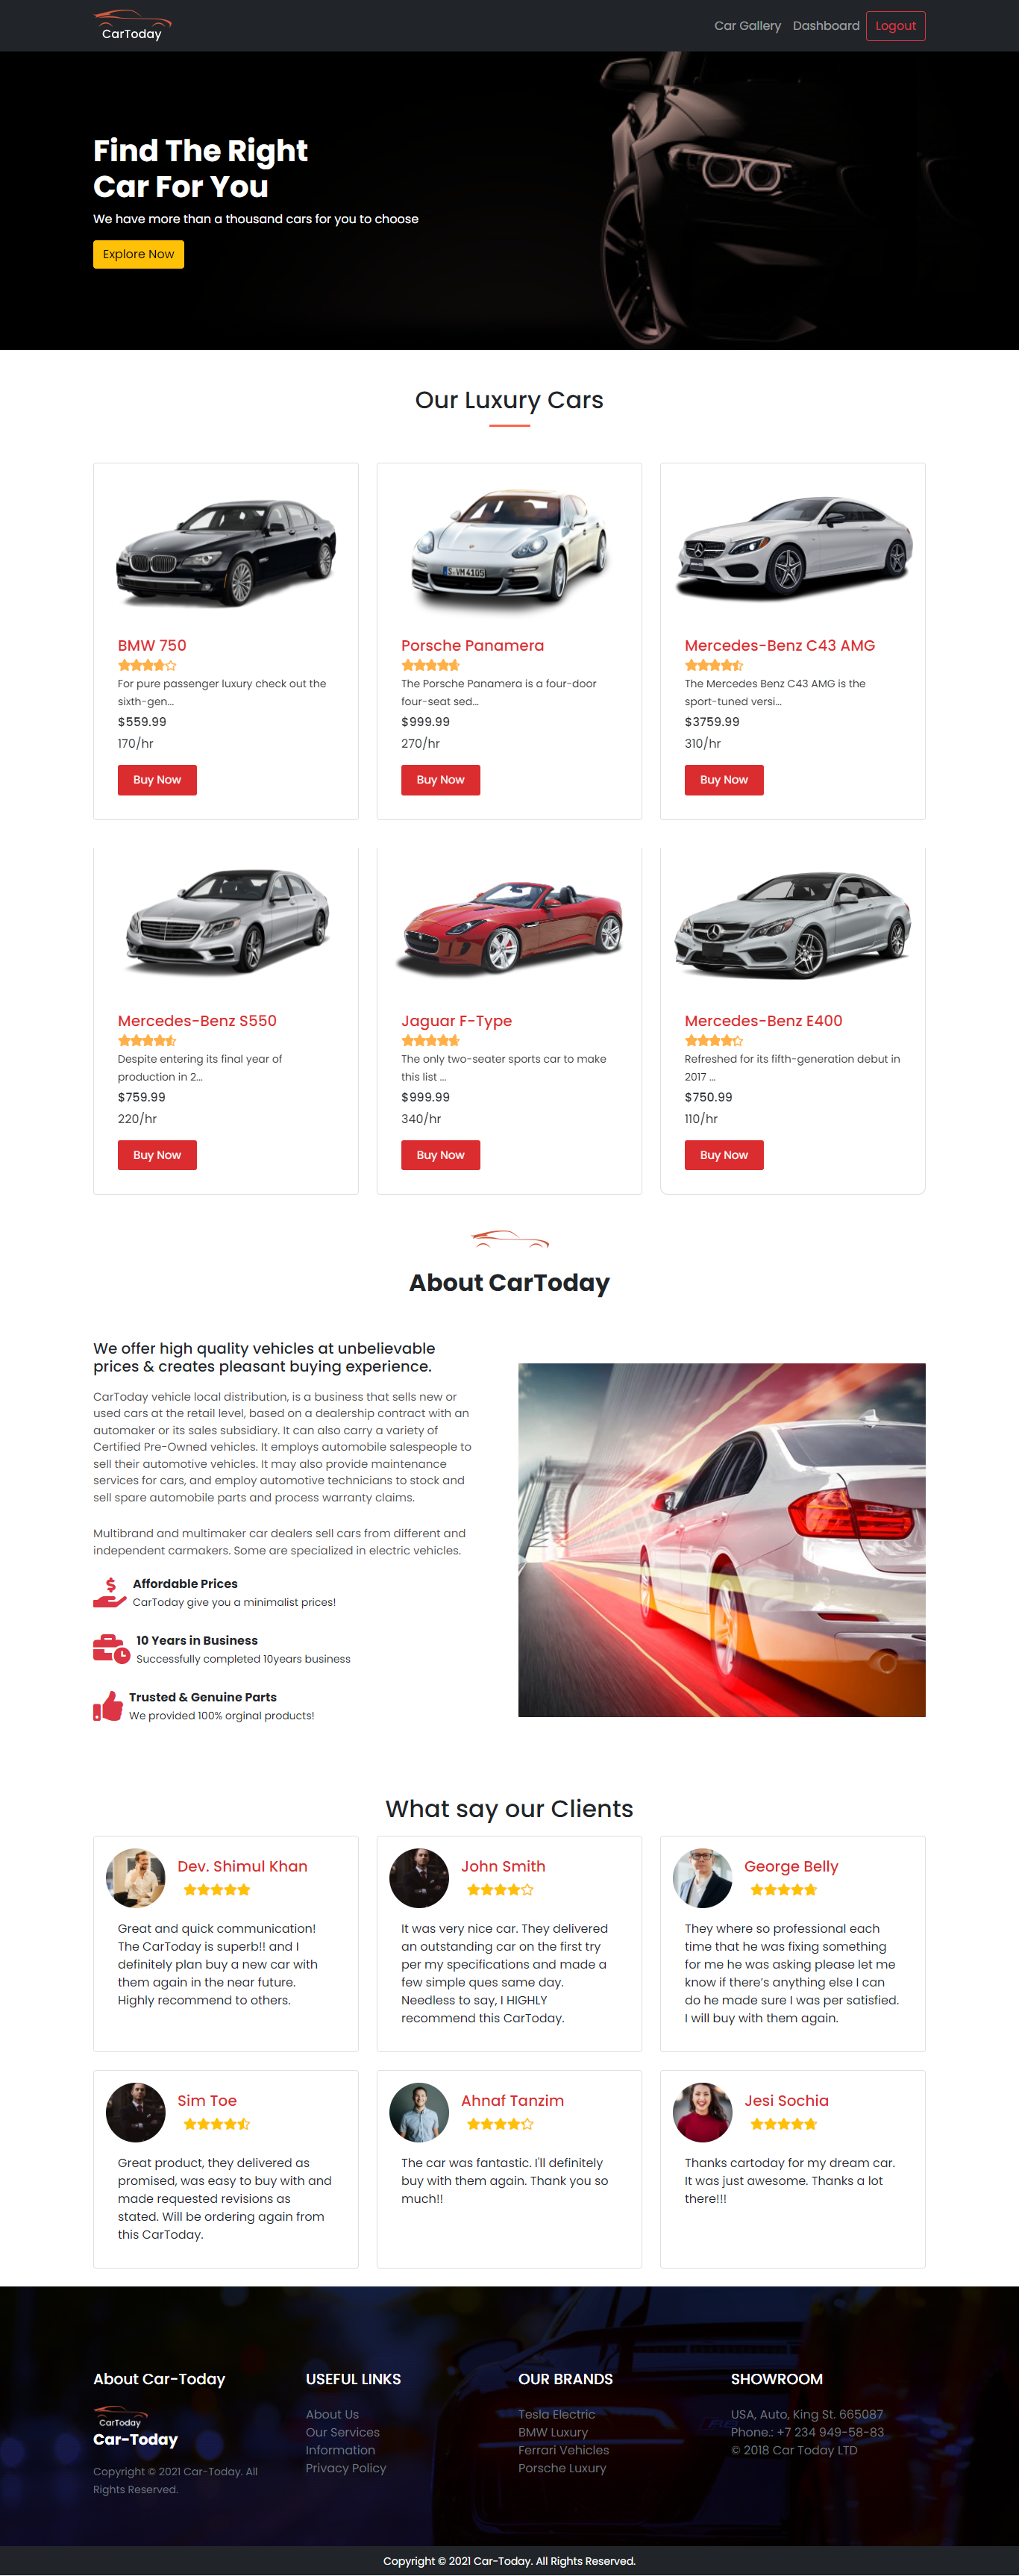 CarToday
Car Gallery
Dashboard
Logout
Find The Right
Car For You
We have more than a thousand cars for you to choose
Explore Now
Our Luxury Cars
S·VM 4105
BMW 750
For pure passenger luxury check out the
sixth-gen...
$559.99
170/hr
Buy Now
Porsche Panamera
The Porsche Panamera is a four-door
four-seat sed...
$999.99
270/hr
Buy Now
Mercedes-Benz C43 AMG
The Mercedes Benz C43 AMG is the
sport-tuned versi...
$3759.99
310/hr
Buy Now
Mercedes-Benz S550
Despite entering its final year of
production in 2...
$759.99
220/hr
Buy Now
Jaguar F-Type
The only two-seater sports car to make
this list ...
$999.99
340/hr
Buy Now
Mercedes-Benz E400
Refreshed for its fifth-generation debut in
2017 ...
$750.99
110/hr
Buy Now
About CarToday
We offer high quality vehicles at unbelievable
prices & creates pleasant buying experience.
CarToday vehicle local distribution, is a business that sells new or
used cars at the retail level, based on a dealership contract with an
automaker or its sales subsidiary. It can also carry a variety of
Certified Pre-Owned vehicles. It employs automobile salespeople to
sell their automotive vehicles. It may also provide maintenance
services for cars, and employ automotive technicians to stock and
sell spare automobile parts and process warranty claims.
Multibrand and multimaker car dealers sell cars from different and
independent carmakers. Some are specialized in electric vehicles.
Affordable Prices
CarToday give you a minimalist prices!
10 Years in Business
Successfully completed 10years business
Trusted & Genuine Parts
We provided 100% orginal products!
What say our Clients
Dev. Shimul Khan
Great and quick communication!
The CarToday is superb!! and I
definitely plan buy a new car with
them again in the near future.
Highly recommend to others.
John Smith
It was very nice car. They delivered
an outstanding car on the first try
per my specifications and made a
few simple ques same day.
Needless to say, I HIGHLY
recommend this CarToday.
George Belly
They where so professional each
time that he was fixing something
for me he was asking please let me
know if there's anything else I can
do he made sure I was per satisfied.
I will buy with them again.
Sim Toe
Great product, they delivered as
promised, was easy to buy with and
made requested revisions as
stated. Will be ordering again from
this CarToday.
Ahnaf Tanzim
The car was fantastic. I'll definitely
buy with them again. Thank you so
much!!
Jesi Sochia
Thanks cartoday for my dream car.
It was just awesome. Thanks a lot
there!!!
About Car-Today
CarToday
Car-Today
Copyright © 2021 Car-Today. All
Rights Reserved.
USEFUL LINKS
About Us
Our Services
Information
Privacy Policy
OUR BRANDS
Tesla Electric
BMW Luxury
Ferrari Vehicles
Porsche Luxury
SHOWROOM
USA, Auto, King St. 665087
Phone.: +7 234 949-58-83
© 2018 Car Today LTD
Copyright © 2021 Car-Today. All Rights Reserved.